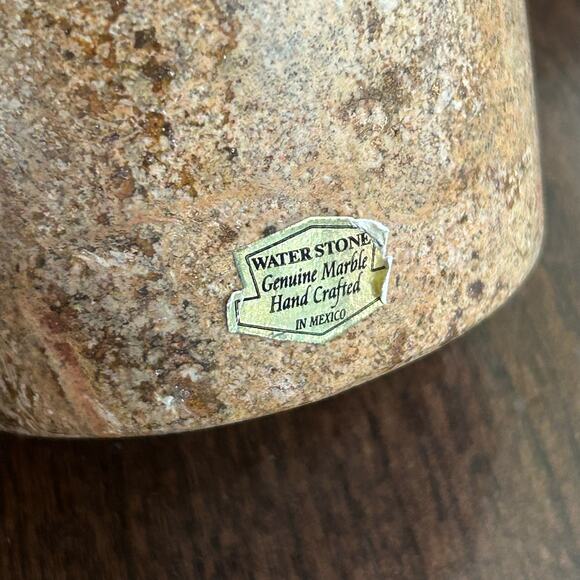 WATER STONE
Genuine Marble
Hand Crafted
IN MEXICO